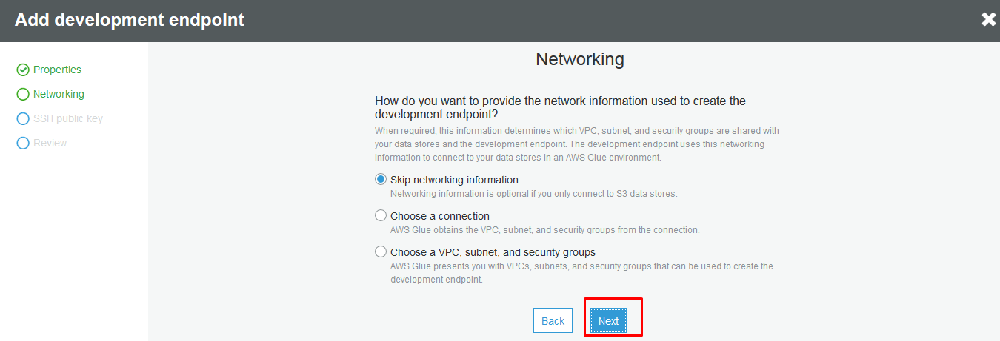 Add development endpoint
Properties
Networking
SSH public key
Review
Networking
How do you want to provide the network information used to create the
development endpoint?
When required, this information determines which VPC, subnet, and security groups are shared with
your data stores and the development endpoint. The development endpoint uses this networking
information to connect to your data stores in an AWS Glue environment.
Skip networking information
Networking information is optional if you only connect to S3 data stores.
Choose a connection
AWS Glue obtains the VPC, subnet, and security groups from the connection.
Choose a VPC, subnet, and security groups
AWS Glue presents you with VPCs, subnets, and security groups that can be used to create the
development endpoint.
Back Next